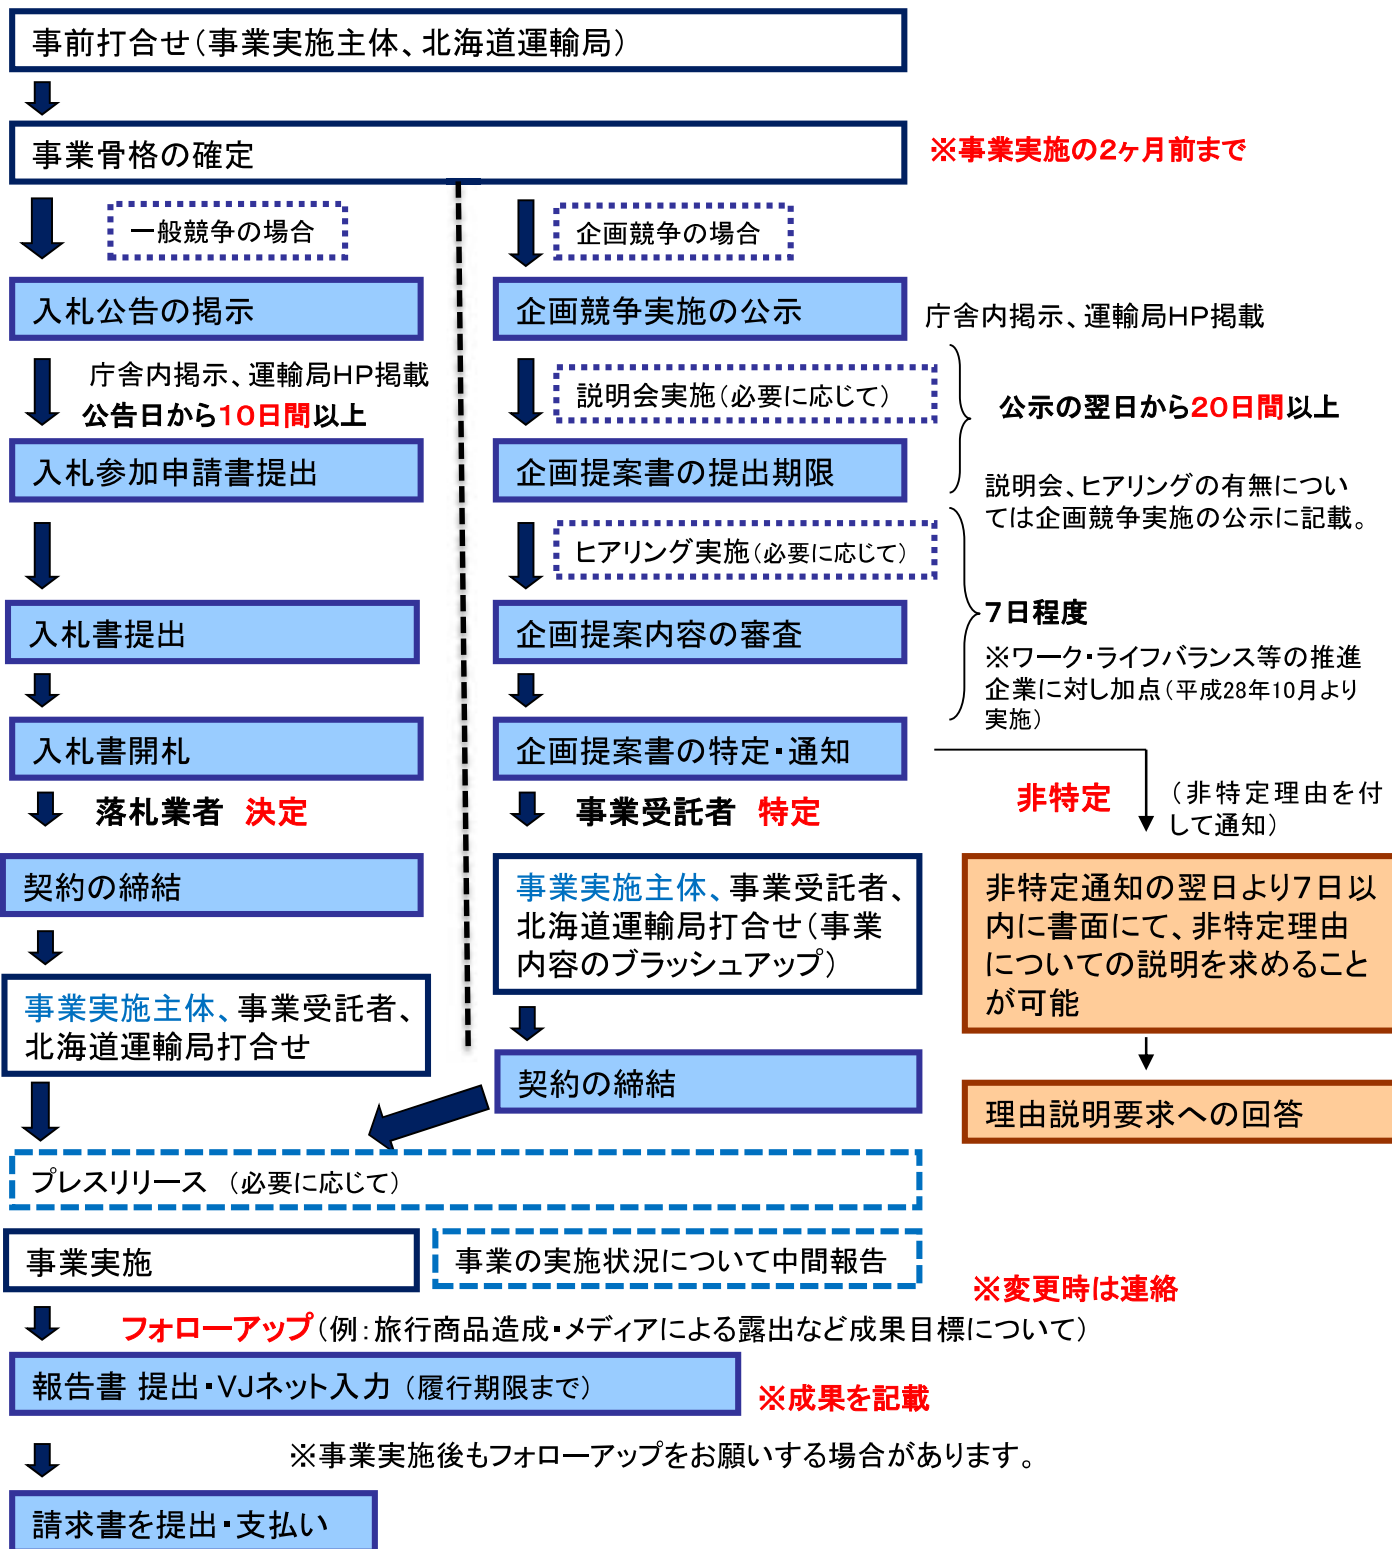 事前打合せ（事業実施主体、北海道運輸局）
事業骨格の確定
※事業実施の2ヶ月前まで
一般競争の場合
企画競争の場合
入札公告の掲示
企画競争実施の公示
庁舎内掲示、運輸局HP掲載
庁舎内掲示、運輸局HP掲載
公告日から10日間以上
説明会実施（必要に応じて）
公示の翌日から20日間以上
入札参加申請書提出
企画提案書の提出期限
説明会、ヒアリングの有無につい
ては企画競争実施の公示に記載。
ヒアリング実施（必要に応じて）
入札書提出
企画提案内容の審査
7日程度
※ワーク・ライフバランス等の推進
企業に対し加点（平成28年10月より
実施）
入札書開札
企画提案書の特定・通知
落札業者 決定
事業受託者 特定
非特定
（非特定理由を付
して通知）
契約の締結
事業実施主体、事業受託者、
北海道運輸局打合せ（事業
内容のブラッシュアップ）
非特定通知の翌日より7日以
内に書面にて、非特定理由
についての説明を求めること
が可能
事業実施主体、事業受託者、
北海道運輸局打合せ
契約の締結
理由説明要求への回答
プレスリリース （必要に応じて）
事業実施
事業の実施状況について中間報告
※変更時は連絡
フォローアップ（例：旅行商品造成・メディアによる露出など成果目標について）
報告書 提出・VJネット入力 （履行期限まで）
※成果を記載
※事業実施後もフォローアップをお願いする場合があります。
請求書を提出・支払い